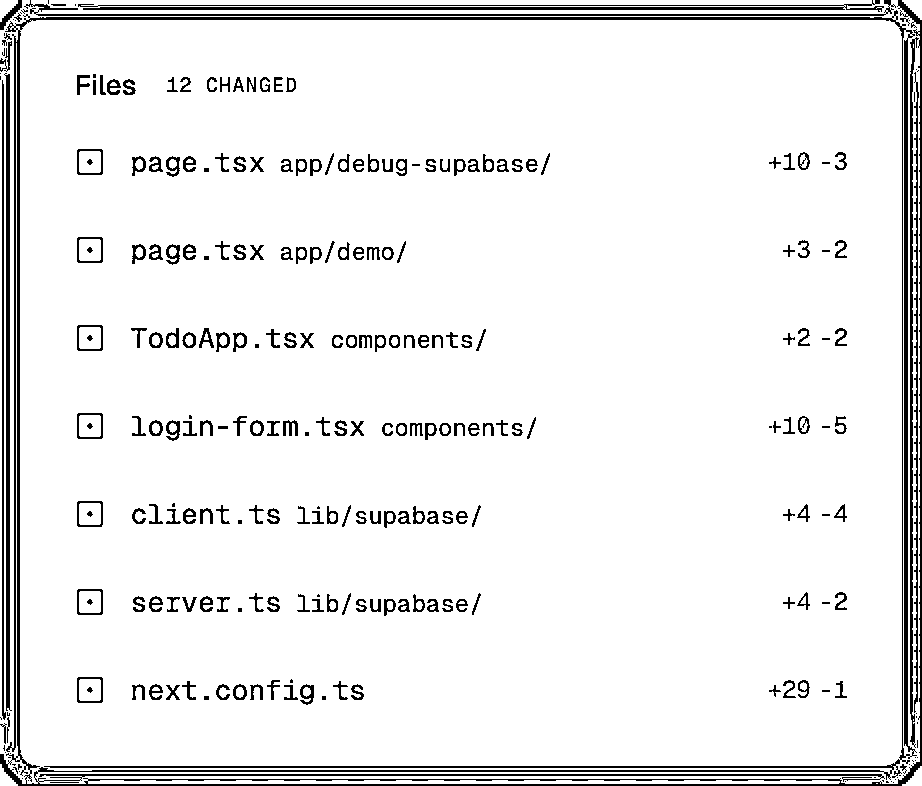 Files 12 CHANGED
page.tsx app/debug-supabase/ +10 -3
page.tsx app/demo/ +3 -2
TodoApp.tsx components/ +2 -2
login-form.tsx components/ +10 -5
client.ts lib/supabase/ +4 -4
server.ts lib/supabase/ +4 -2
next.config.ts +29 -1